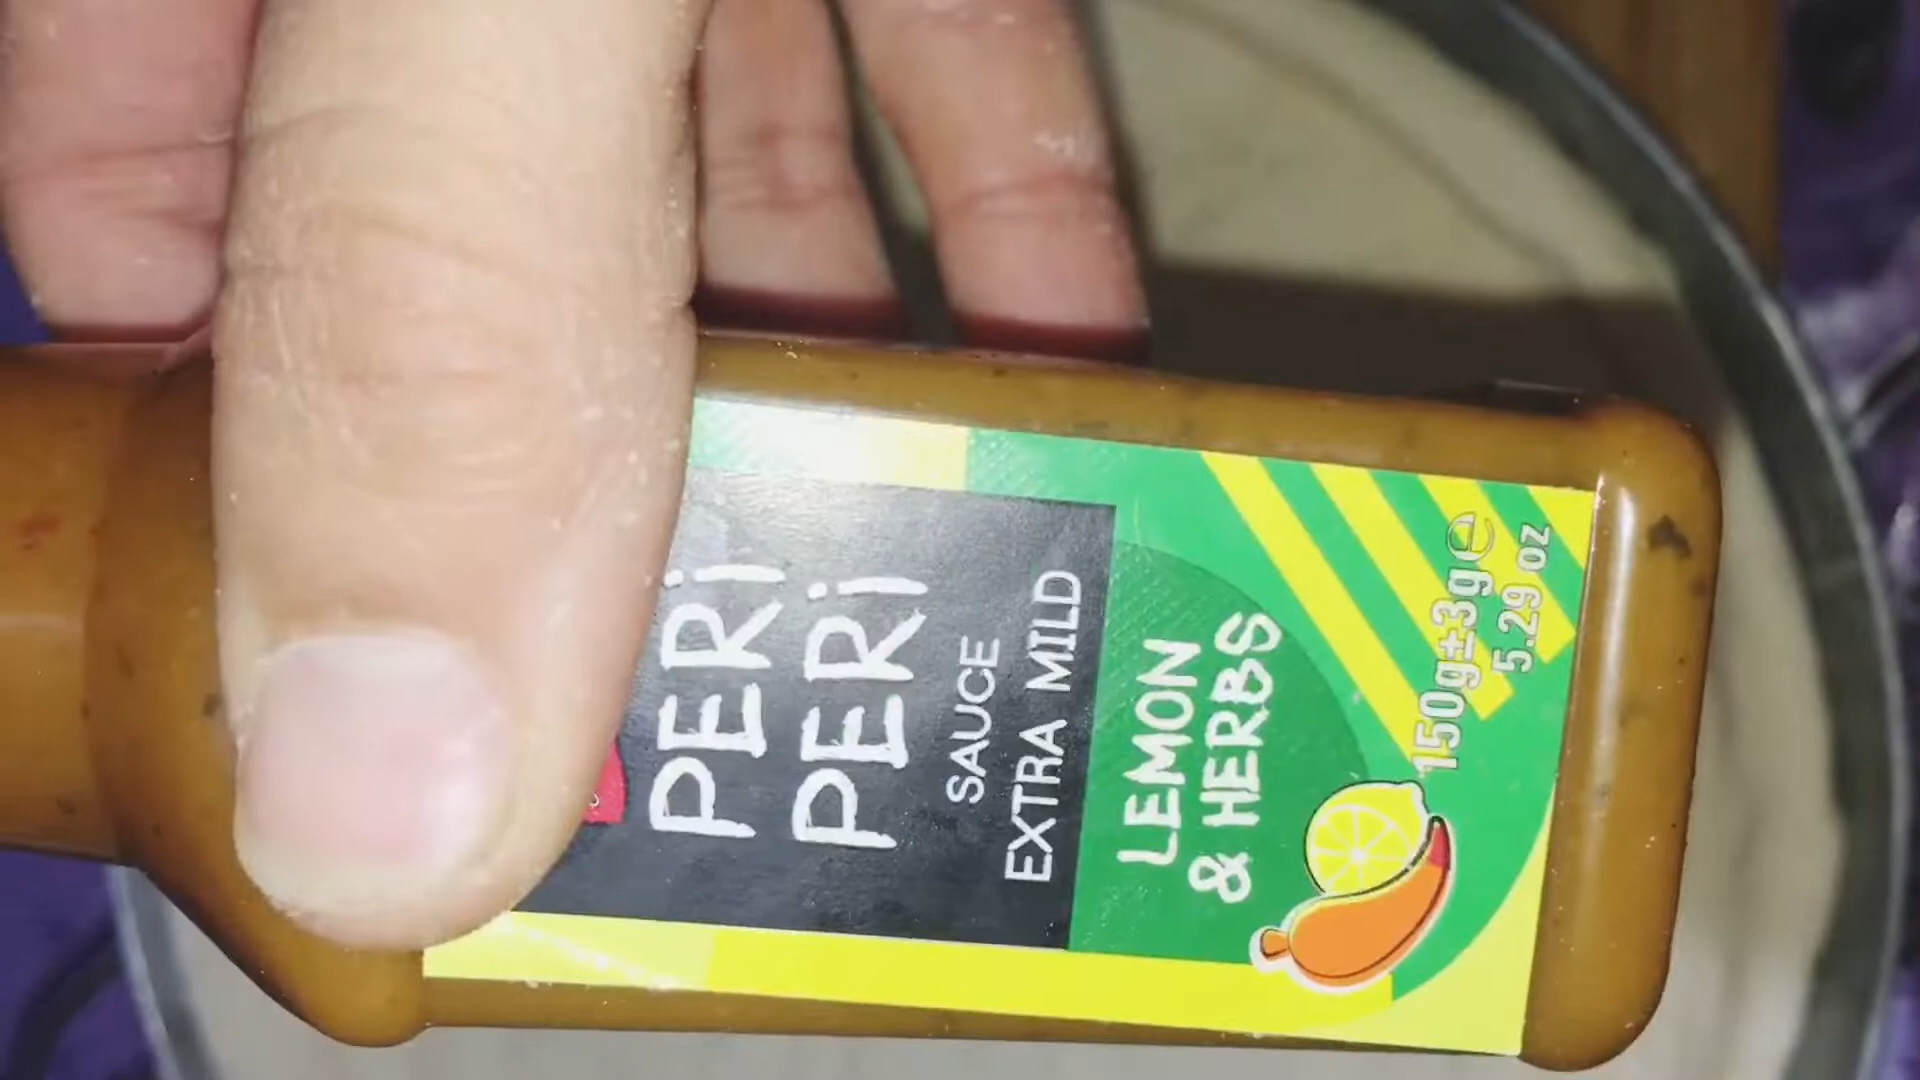 PERi
PERi
SAUCE
EXTRA MILD
LEMON
& HERBS
150g±3g℮
5.29 oz